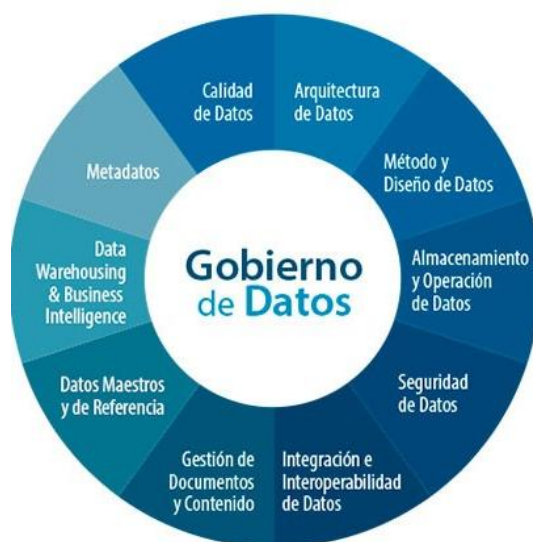 Gobierno
de Datos
Calidad
de Datos
Arquitectura
de Datos
Método y
Diseño de Datos
Almacenamiento
y Operación
de Datos
Seguridad
de Datos
Integración e
Interoperabilidad
de Datos
Gestión de
Documentos
y Contenido
Datos Maestros
y de Referencia
Data
Warehousing
& Business
Intelligence
Metadatos